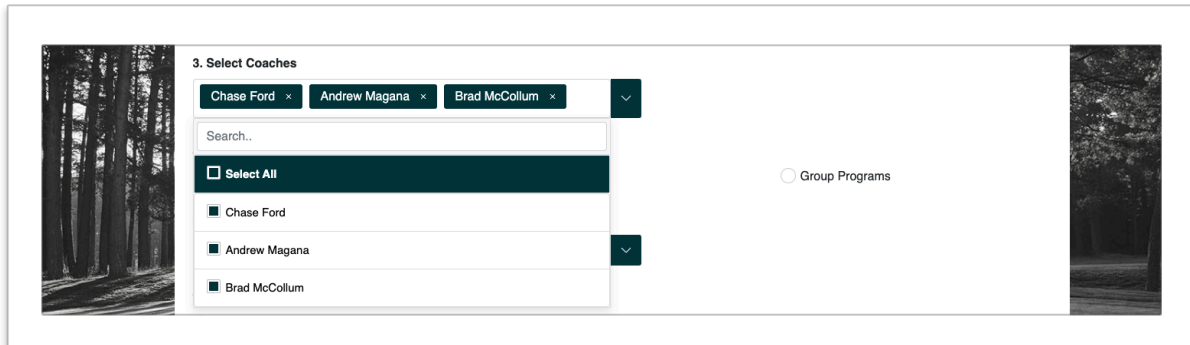 3. Select Coaches
Chase Ford × Andrew Magana × Brad McCollum ×
Search..
Select All
Group Programs
Chase Ford
Andrew Magana
Brad McCollum